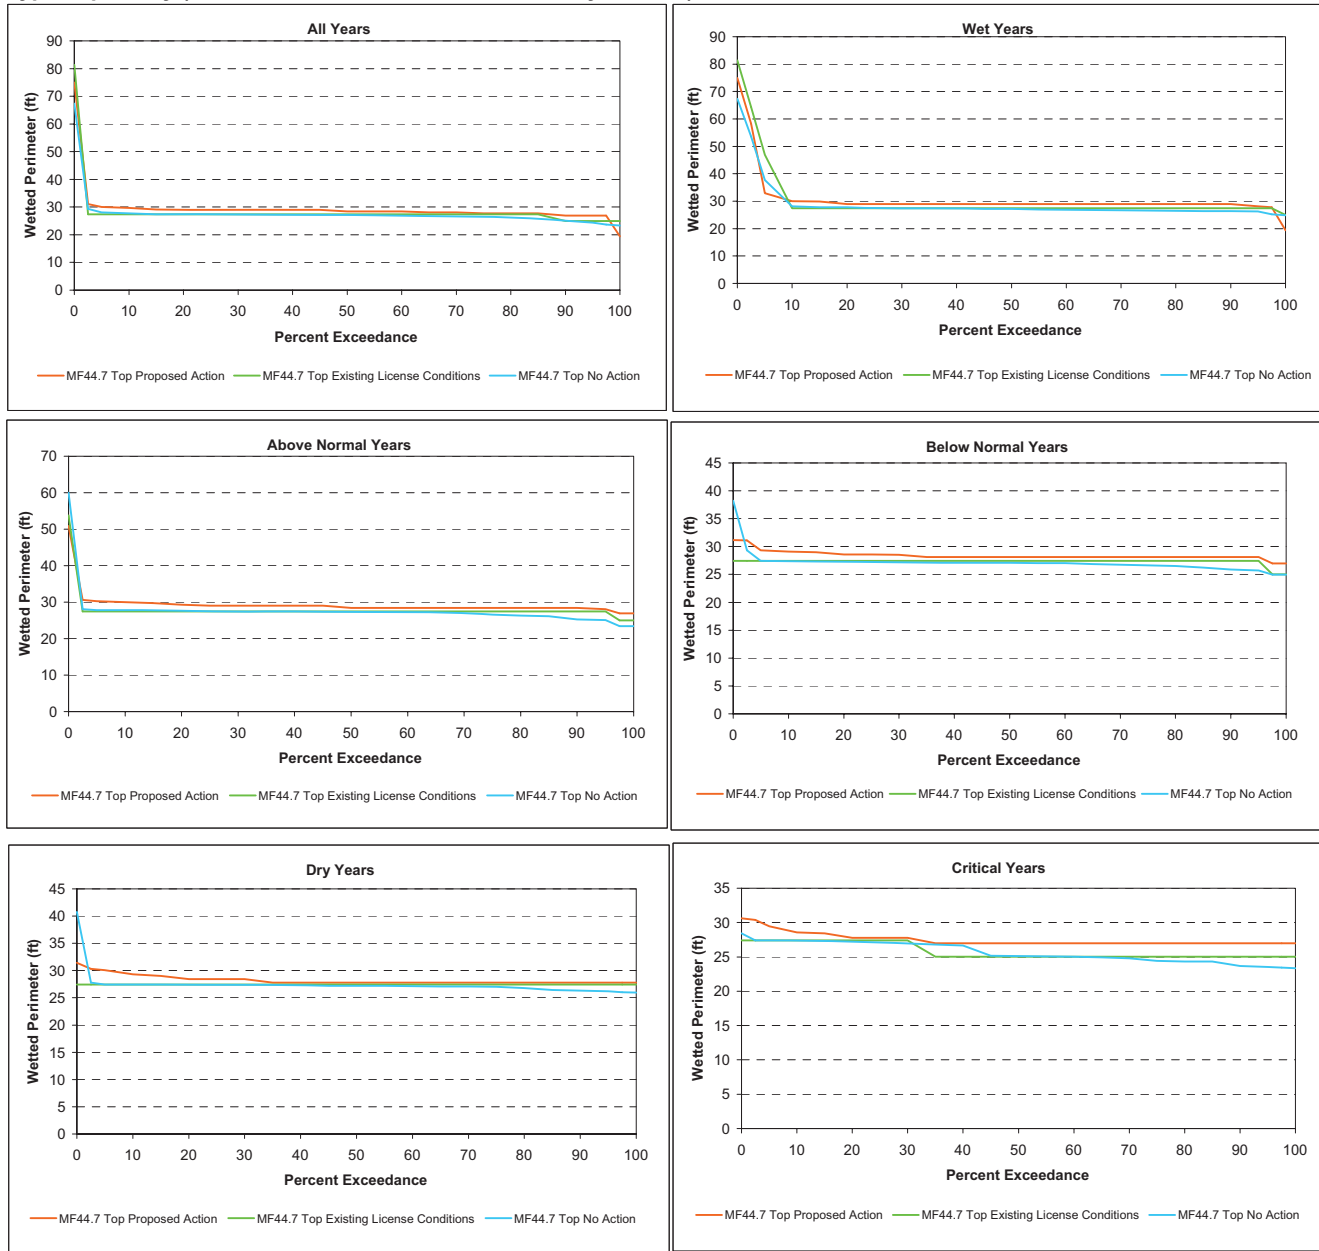 All Years
Wetted Perimeter (ft)
90
80
70
60
50
40
30
20
10
0
0 10 20 30 40 50 60 70 80 90 100
Percent Exceedance
MF44.7 Top Proposed Action MF44.7 Top Existing License Conditions MF44.7 Top No Action
Wet Years
Wetted Perimeter (ft)
90
80
70
60
50
40
30
20
10
0
0 10 20 30 40 50 60 70 80 90 100
Percent Exceedance
MF44.7 Top Proposed Action MF44.7 Top Existing License Conditions MF44.7 Top No Action
Above Normal Years
Wetted Perimeter (ft)
70
60
50
40
30
20
10
0
0 10 20 30 40 50 60 70 80 90 100
Percent Exceedance
MF44.7 Top Proposed Action MF44.7 Top Existing License Conditions MF44.7 Top No Action
Below Normal Years
Wetted Perimeter (ft)
45
40
35
30
25
20
15
10
5
0
0 10 20 30 40 50 60 70 80 90 100
Percent Exceedance
MF44.7 Top Proposed Action MF44.7 Top Existing License Conditions MF44.7 Top No Action
Dry Years
Wetted Perimeter (ft)
45
40
35
30
25
20
15
10
5
0
0 10 20 30 40 50 60 70 80 90 100
Percent Exceedance
MF44.7 Top Proposed Action MF44.7 Top Existing License Conditions MF44.7 Top No Action
Critical Years
Wetted Perimeter (ft)
35
30
25
20
15
10
5
0
0 10 20 30 40 50 60 70 80 90 100
Percent Exceedance
MF44.7 Top Proposed Action MF44.7 Top Existing License Conditions MF44.7 Top No Action